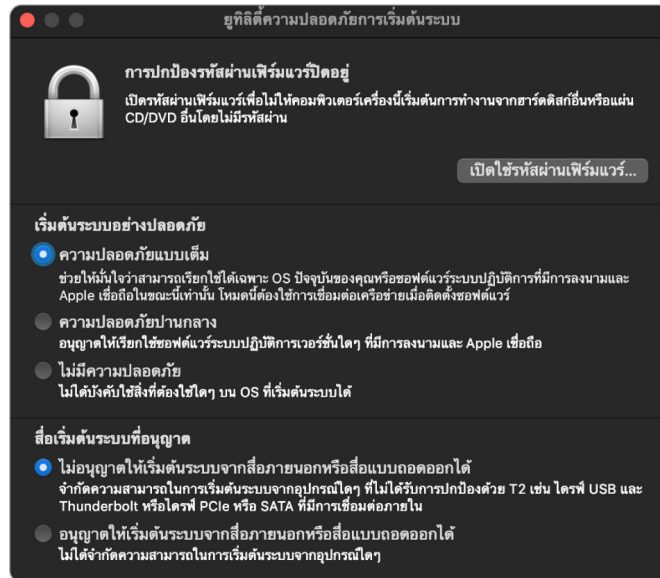 ยูทิลิตี้ความปลอดภัยการเริ่มต้นระบบ
การปกป้องรหัสผ่านเฟิร์มแวร์ปิดอยู่
เปิดรหัสผ่านเฟิร์มแวร์เพื่อไม่ให้คอมพิวเตอร์เครื่องนี้เริ่มต้นการทำงานจากฮาร์ดดิสก์อื่นหรือแผ่น
CD/DVD อื่นโดยไม่มีรหัสผ่าน
เปิดใช้รหัสผ่านเฟิร์มแวร์...
เริ่มต้นระบบอย่างปลอดภัย
ความปลอดภัยแบบเต็ม
ช่วยให้มั่นใจว่าสามารถเรียกใช้ได้เฉพาะ OS ปัจจุบันของคุณหรือซอฟต์แวร์ระบบปฏิบัติการที่มีการลงนามและ
Apple เชื่อถือในขณะนี้เท่านั้น โหมดนี้ต้องใช้การเชื่อมต่อเครือข่ายเมื่อติดตั้งซอฟต์แวร์
ความปลอดภัยปานกลาง
อนุญาตให้เรียกใช้ซอฟต์แวร์ระบบปฏิบัติการเวอร์ชั่นใดๆ ที่มีการลงนามและ Apple เชื่อถือ
ไม่มีความปลอดภัย
ไม่ได้บังคับใช้สิ่งที่ต้องใช้ใดๆ บน OS ที่เริ่มต้นระบบได้
สื่อเริ่มต้นระบบที่อนุญาต
ไม่อนุญาตให้เริ่มต้นระบบจากสื่อภายนอกหรือสื่อแบบถอดออกได้
จำกัดความสามารถในการเริ่มต้นระบบจากอุปกรณ์ใดๆ ที่ไม่ได้รับการปกป้องด้วย T2 เช่น ไดรฟ์ USB และ
Thunderbolt หรือไดรฟ์ PCIe หรือ SATA ที่มีการเชื่อมต่อภายใน
อนุญาตให้เริ่มต้นระบบจากสื่อภายนอกหรือสื่อแบบถอดออกได้
ไม่ได้จำกัดความสามารถในการเริ่มต้นระบบจากอุปกรณ์ใดๆ